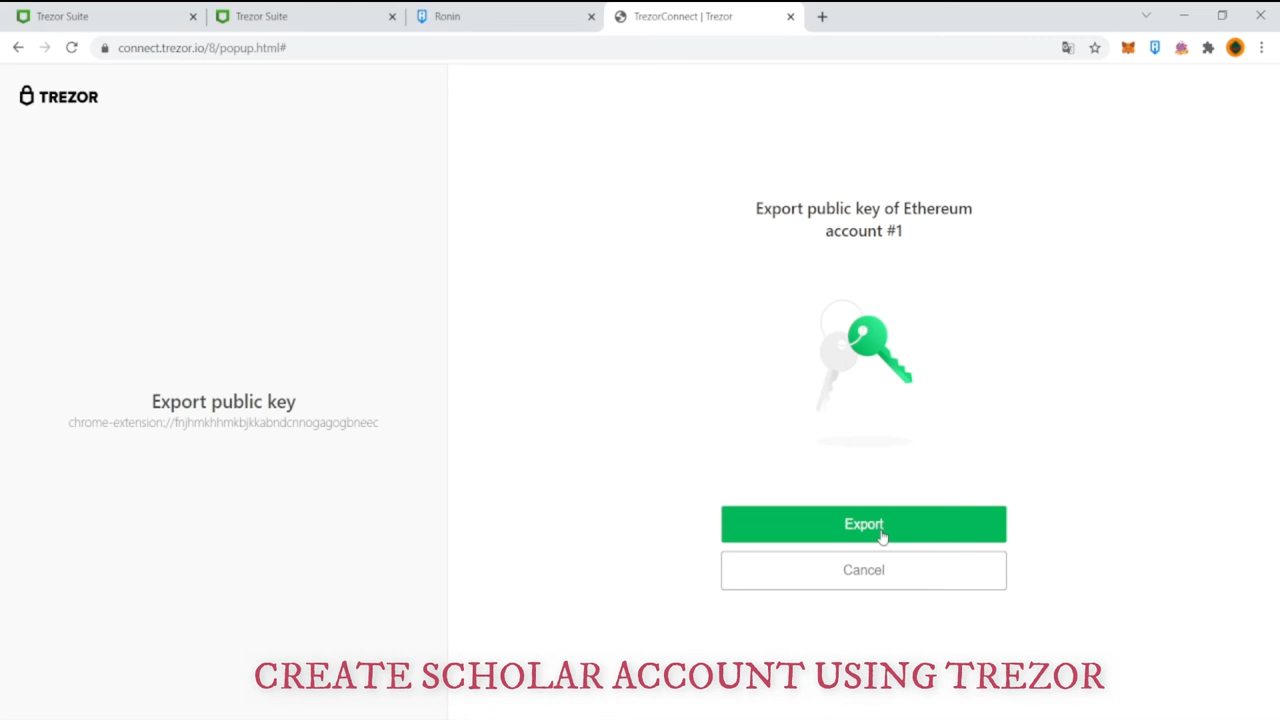 Trezor Suite
Trezor Suite
Ronin
TrezorConnect | Trezor
connect.trezor.io/8/popup.html#
TREZOR
Export public key of Ethereum
account #1
Export public key
chrome-extension://fnjhmkhhmkbjkkabndcnnogagogbneec
Export
Cancel
CREATE SCHOLAR ACCOUNT USING TREZOR